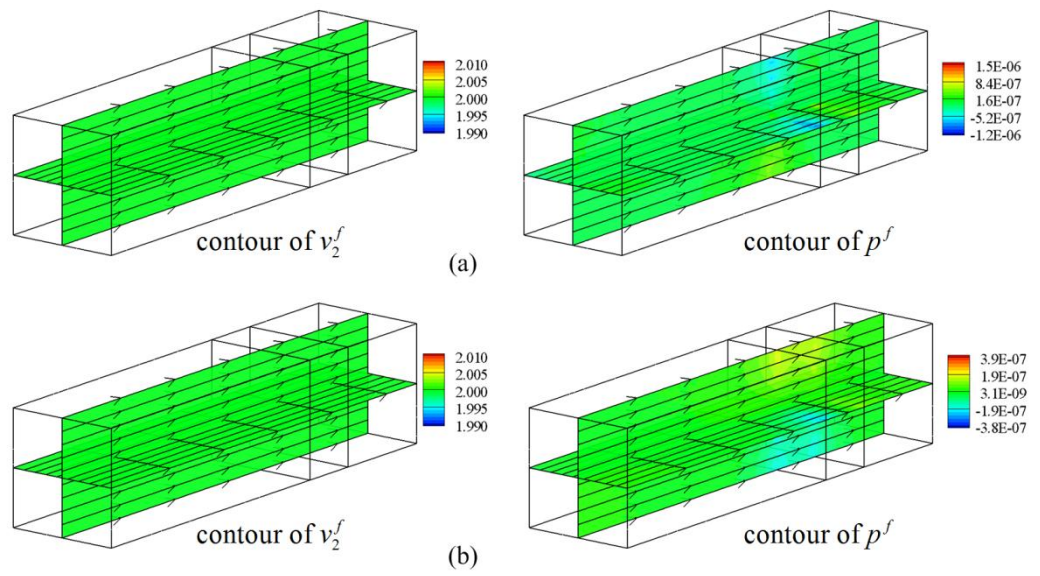 2.010
2.005
2.000
1.995
1.990
contour of v₂ᶠ
1.5E-06
8.4E-07
1.6E-07
-5.2E-07
-1.2E-06
contour of pᶠ
(a)
2.010
2.005
2.000
1.995
1.990
contour of v₂ᶠ
3.9E-07
1.9E-07
3.1E-09
-1.9E-07
-3.8E-07
contour of pᶠ
(b)